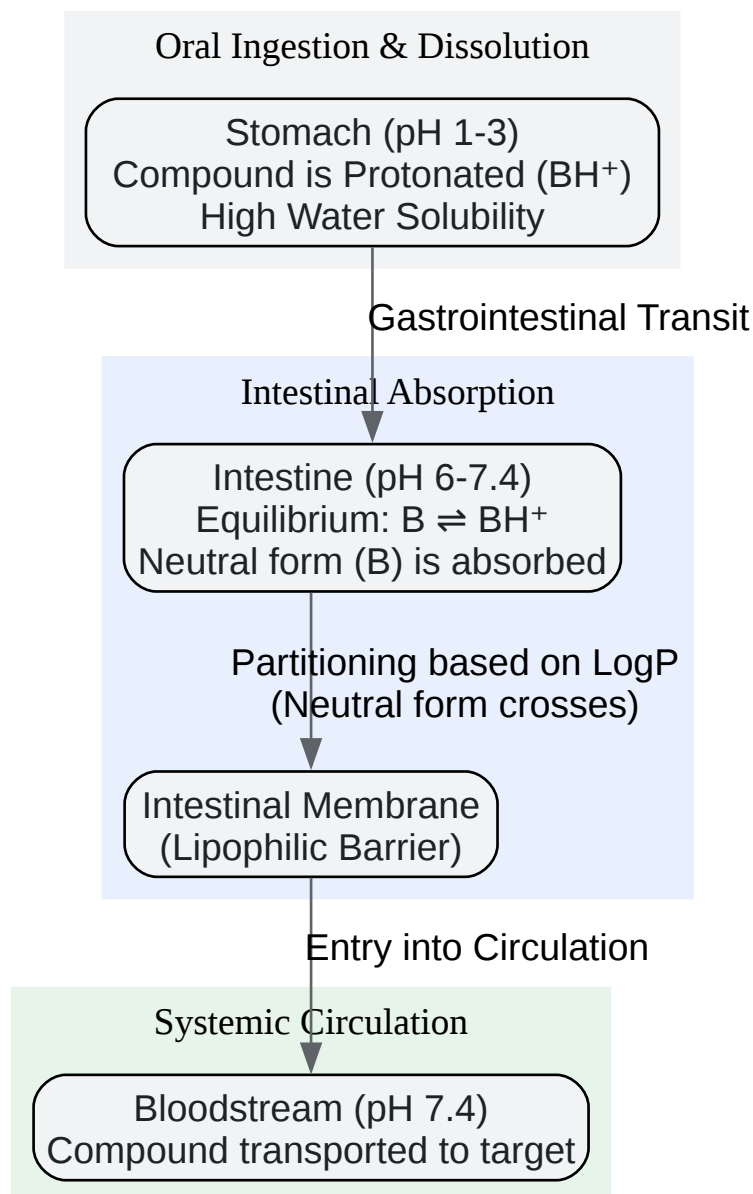 Oral Ingestion & Dissolution
Stomach (pH 1-3)
Compound is Protonated (BH⁺)
High Water Solubility
Gastrointestinal Transit
Intestinal Absorption
Intestine (pH 6-7.4)
Equilibrium: B ⇌ BH⁺
Neutral form (B) is absorbed
Partitioning based on LogP
(Neutral form crosses)
Intestinal Membrane
(Lipophilic Barrier)
Entry into Circulation
Systemic Circulation
Bloodstream (pH 7.4)
Compound transported to target